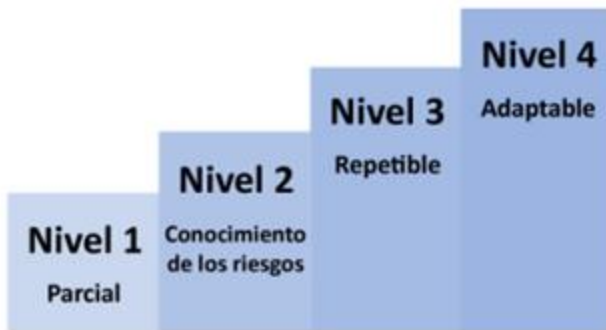 Nivel 1
Parcial
Nivel 2
Conocimiento
de los riesgos
Nivel 3
Repetible
Nivel 4
Adaptable